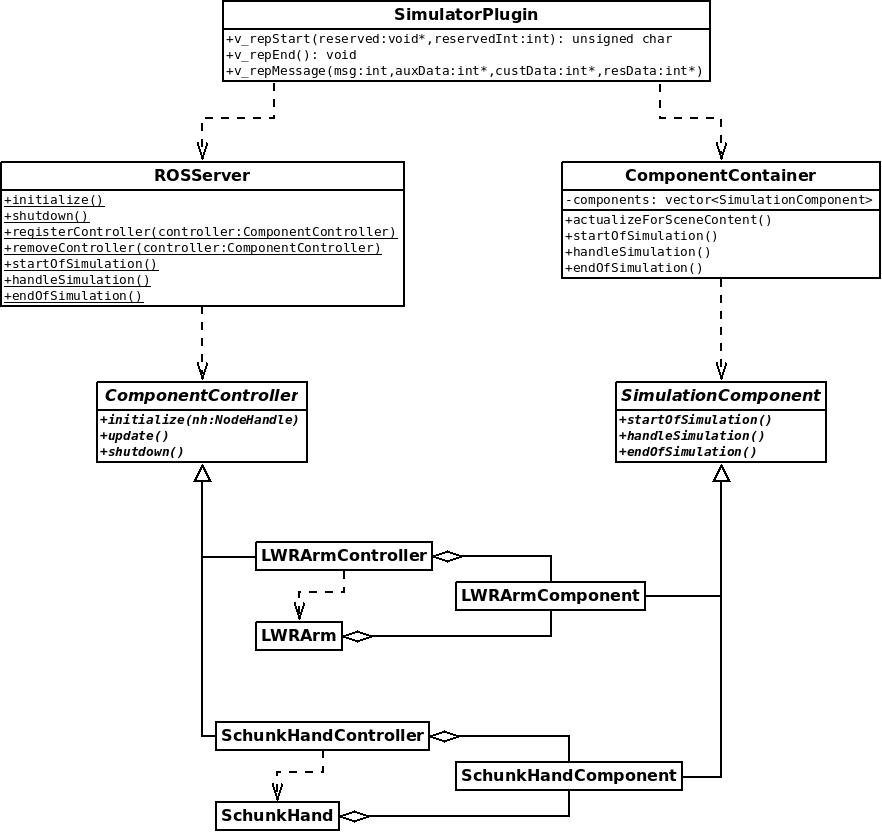 SimulatorPlugin
+v_repStart(reserved:void*,reservedInt:int): unsigned char
+v_repEnd(): void
+v_repMessage(msg:int,auxData:int*,custData:int*,resData:int*)
ROSServer
+initialize()
+shutdown()
+registerController(controller:ComponentController)
+removeController(controller:ComponentController)
+startOfSimulation()
+handleSimulation()
+endOfSimulation()
ComponentContainer
-components: vector<SimulationComponent>
+actualizeForSceneContent()
+startOfSimulation()
+handleSimulation()
+endOfSimulation()
ComponentController
+initialize(nh:NodeHandle)
+update()
+shutdown()
SimulationComponent
+startOfSimulation()
+handleSimulation()
+endOfSimulation()
LWRArmController
LWRArmComponent
LWRArm
SchunkHandController
SchunkHandComponent
SchunkHand